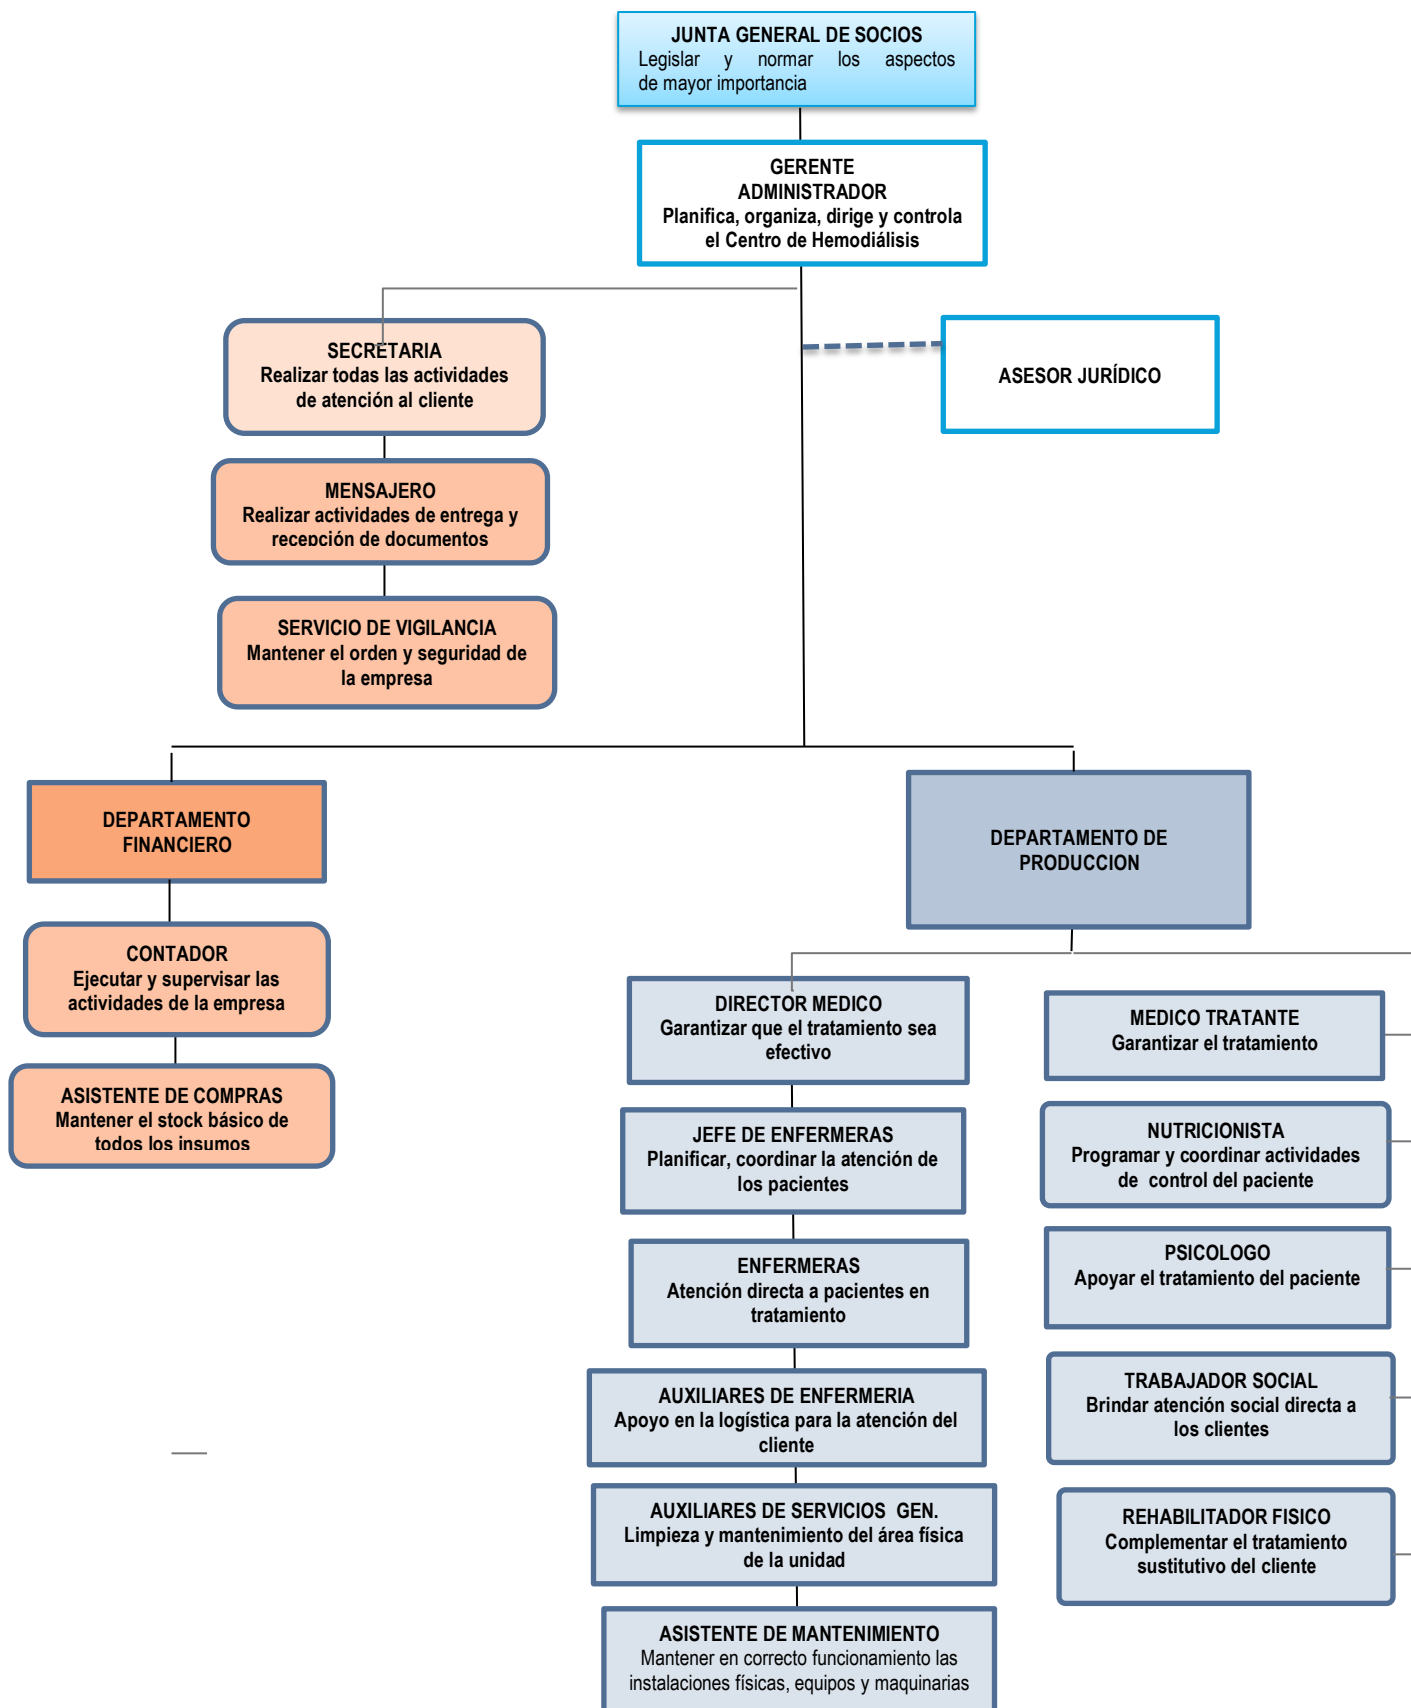 JUNTA GENERAL DE SOCIOS
Legislar y normar los aspectos
de mayor importancia
GERENTE
ADMINISTRADOR
Planifica, organiza, dirige y controla
el Centro de Hemodiálisis
SECRETARIA
Realizar todas las actividades
de atención al cliente
ASESOR JURÍDICO
MENSAJERO
Realizar actividades de entrega y
recepción de documentos
SERVICIO DE VIGILANCIA
Mantener el orden y seguridad de
la empresa
DEPARTAMENTO
FINANCIERO
DEPARTAMENTO DE
PRODUCCION
CONTADOR
Ejecutar y supervisar las
actividades de la empresa
ASISTENTE DE COMPRAS
Mantener el stock básico de
todos los insumos
DIRECTOR MEDICO
Garantizar que el tratamiento sea
efectivo
JEFE DE ENFERMERAS
Planificar, coordinar la atención de
los pacientes
ENFERMERAS
Atención directa a pacientes en
tratamiento
AUXILIARES DE ENFERMERIA
Apoyo en la logística para la atención del
cliente
AUXILIARES DE SERVICIOS GEN.
Limpieza y mantenimiento del área física
de la unidad
ASISTENTE DE MANTENIMIENTO
Mantener en correcto funcionamiento las
instalaciones físicas, equipos y maquinarias
MEDICO TRATANTE
Garantizar el tratamiento
NUTRICIONISTA
Programar y coordinar actividades
de control del paciente
PSICOLOGO
Apoyar el tratamiento del paciente
TRABAJADOR SOCIAL
Brindar atención social directa a
los clientes
REHABILITADOR FISICO
Complementar el tratamiento
sustitutivo del cliente